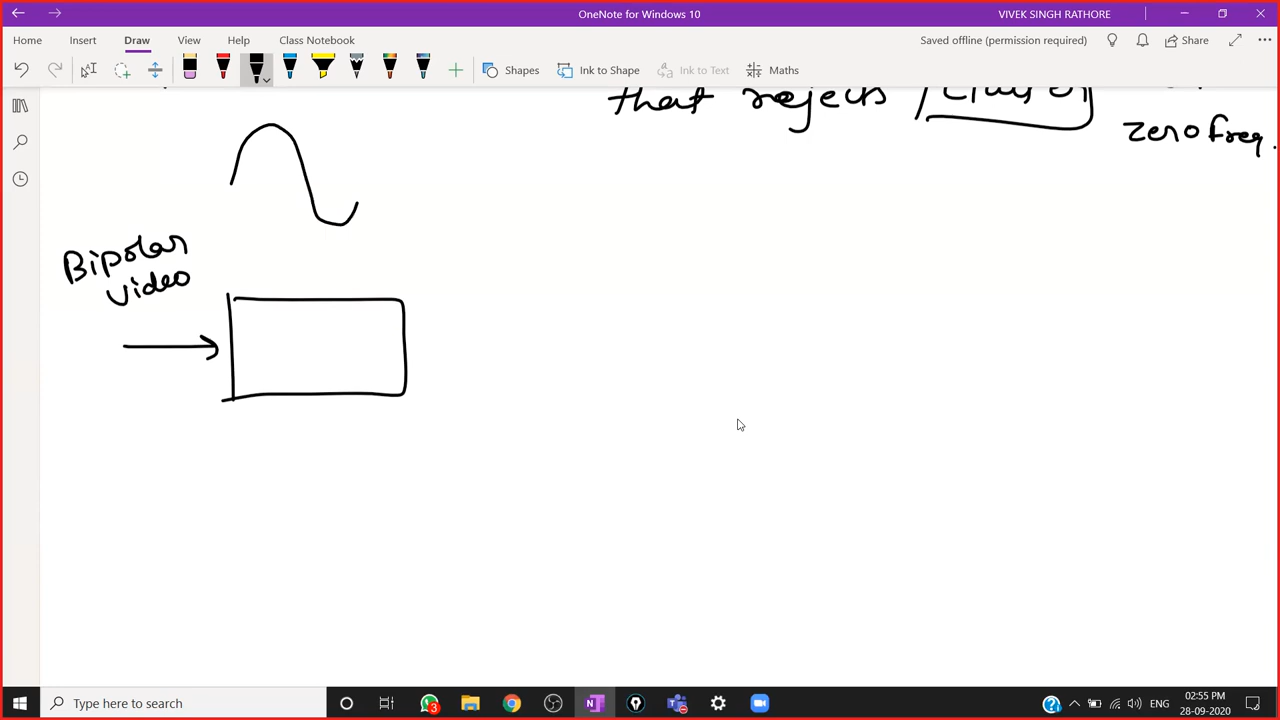 OneNote for Windows 10
VIVEK SINGH RATHORE
Home Insert Draw View Help Class Notebook
Saved offline (permission required)
Share
Shapes
Ink to Shape
Ink to Text
Maths
that rejects
zero freq.
Bipolar
video
Type here to search
3
ENG
02:55 PM
28-09-2020